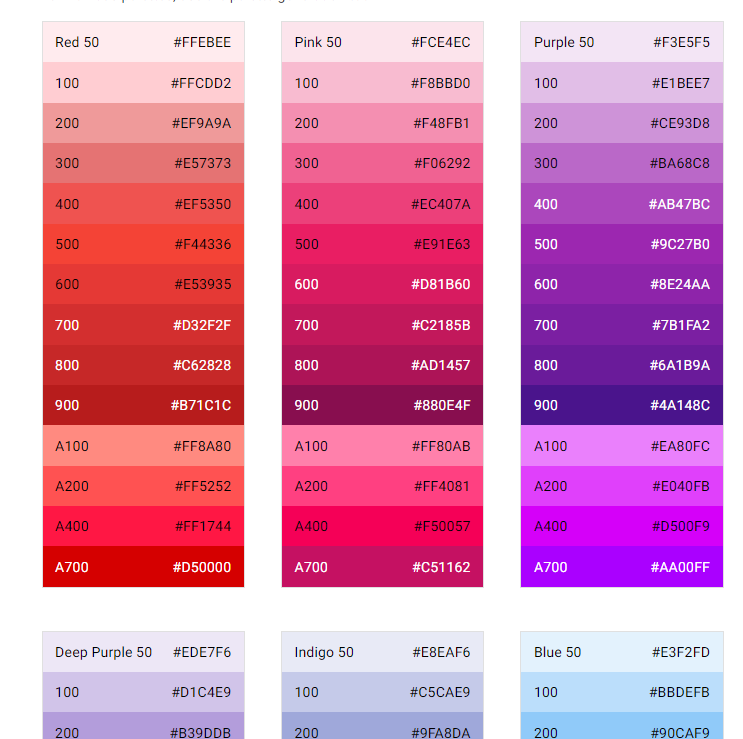 Red 50 #FFEBEE
100 #FFCDD2
200 #EF9A9A
300 #E57373
400 #EF5350
500 #F44336
600 #E53935
700 #D32F2F
800 #C62828
900 #B71C1C
A100 #FF8A80
A200 #FF5252
A400 #FF1744
A700 #D50000
Pink 50 #FCE4EC
100 #F8BBD0
200 #F48FB1
300 #F06292
400 #EC407A
500 #E91E63
600 #D81B60
700 #C2185B
800 #AD1457
900 #880E4F
A100 #FF80AB
A200 #FF4081
A400 #F50057
A700 #C51162
Purple 50 #F3E5F5
100 #E1BEE7
200 #CE93D8
300 #BA68C8
400 #AB47BC
500 #9C27B0
600 #8E24AA
700 #7B1FA2
800 #6A1B9A
900 #4A148C
A100 #EA80FC
A200 #E040FB
A400 #D500F9
A700 #AA00FF
Deep Purple 50 #EDE7F6
100 #D1C4E9
200 #B39DDB
Indigo 50 #E8EAF6
100 #C5CAE9
200 #9FA8DA
Blue 50 #E3F2FD
100 #BBDEFB
200 #90CAF9